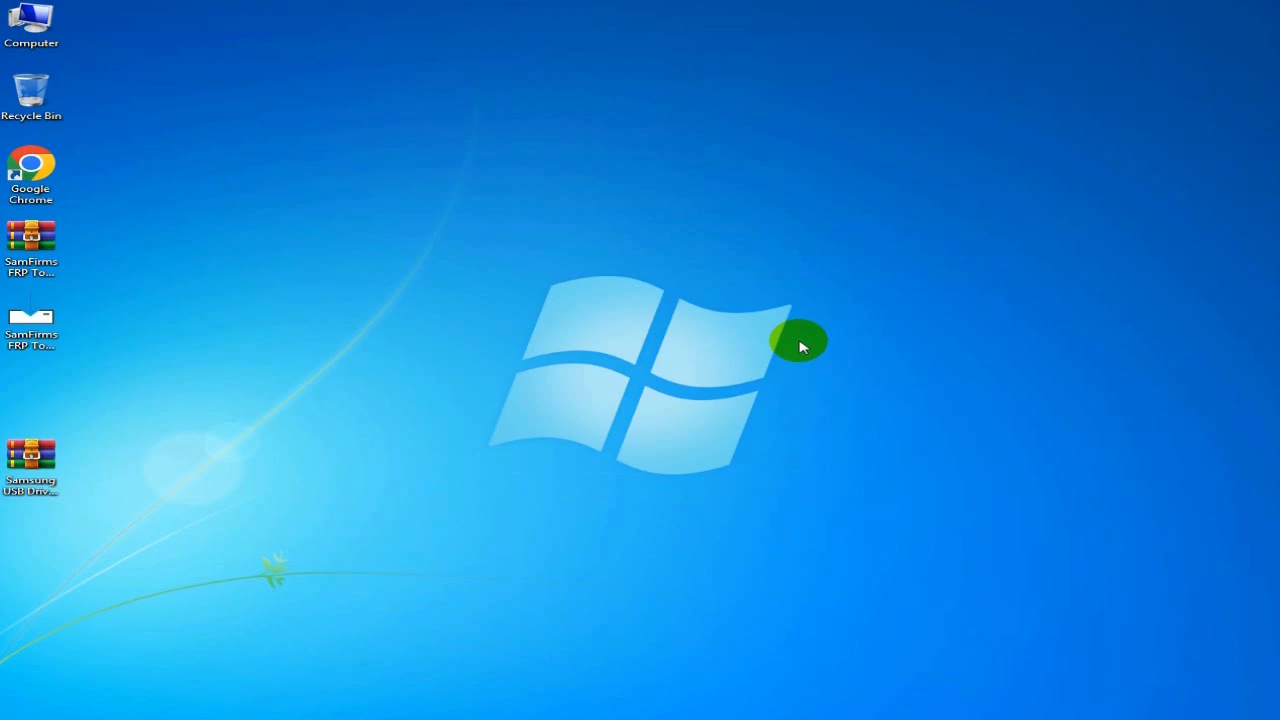 Computer
Recycle Bin
Google
Chrome
SamFirms
FRP To...
SamFirms
FRP To...
Samsung
USB Driv...